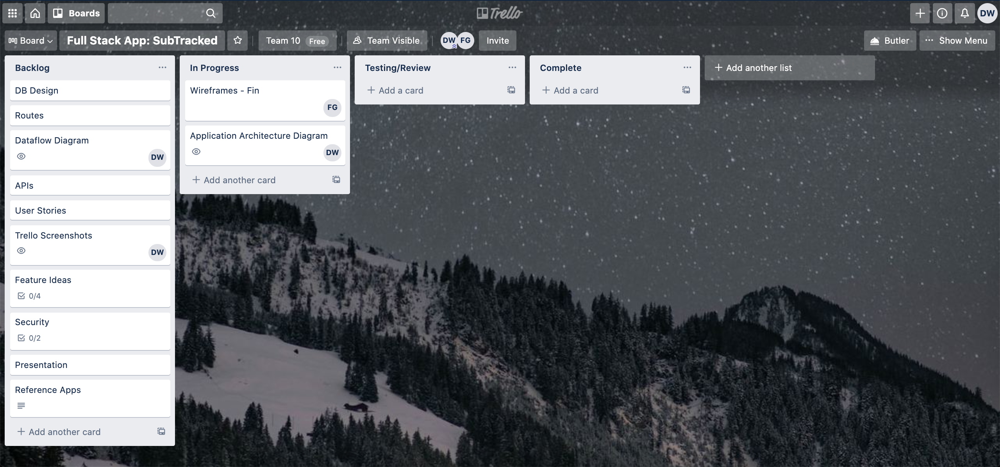 Boards
Trello
DW
Board
Full Stack App: SubTracked
Team 10 Free
Team Visible
DW FG
Invite
Butler
··· Show Menu
Backlog ···
DB Design
Routes
Dataflow Diagram
DW
APIs
User Stories
Trello Screenshots
DW
Feature Ideas
0/4
Security
0/2
Presentation
Reference Apps
+ Add another card
In Progress ···
Wireframes - Fin
FG
Application Architecture Diagram
DW
+ Add another card
Testing/Review ···
+ Add a card
Complete ···
+ Add a card
+ Add another list